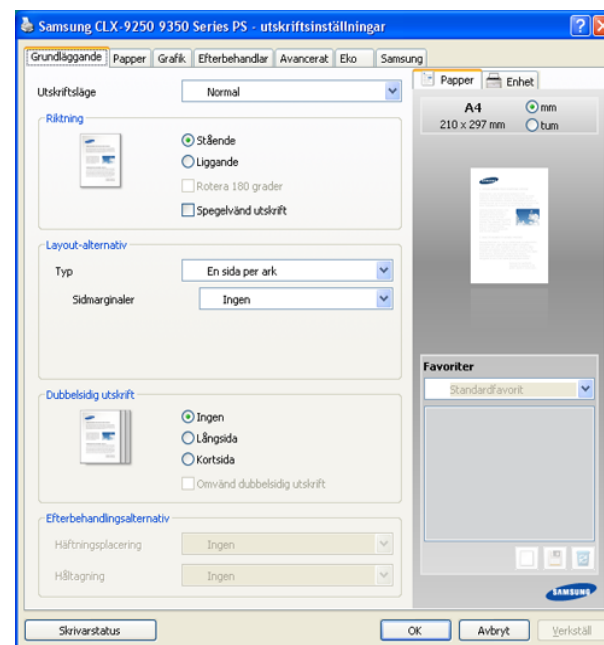 Samsung CLX-9250 9350 Series PS - utskriftsinställningar
Grundläggande Papper Grafik Efterbehandlar Avancerat Eko Samsung
Utskriftsläge Normal
Riktning
Stående
Liggande
Rotera 180 grader
Spegelvänd utskrift
Layout-alternativ
Typ En sida per ark
Sidmarginaler Ingen
Dubbelsidig utskrift
Ingen
Långsida
Kortsida
Omvänd dubbelsidig utskrift
Efterbehandlingsalternativ
Häftningsplacering Ingen
Håltagning Ingen
Papper Enhet
A4
210 x 297 mm
mm
tum
Favoriter
Standardfavorit
SAMSUNG
Skrivarstatus OK Avbryt Verkställ